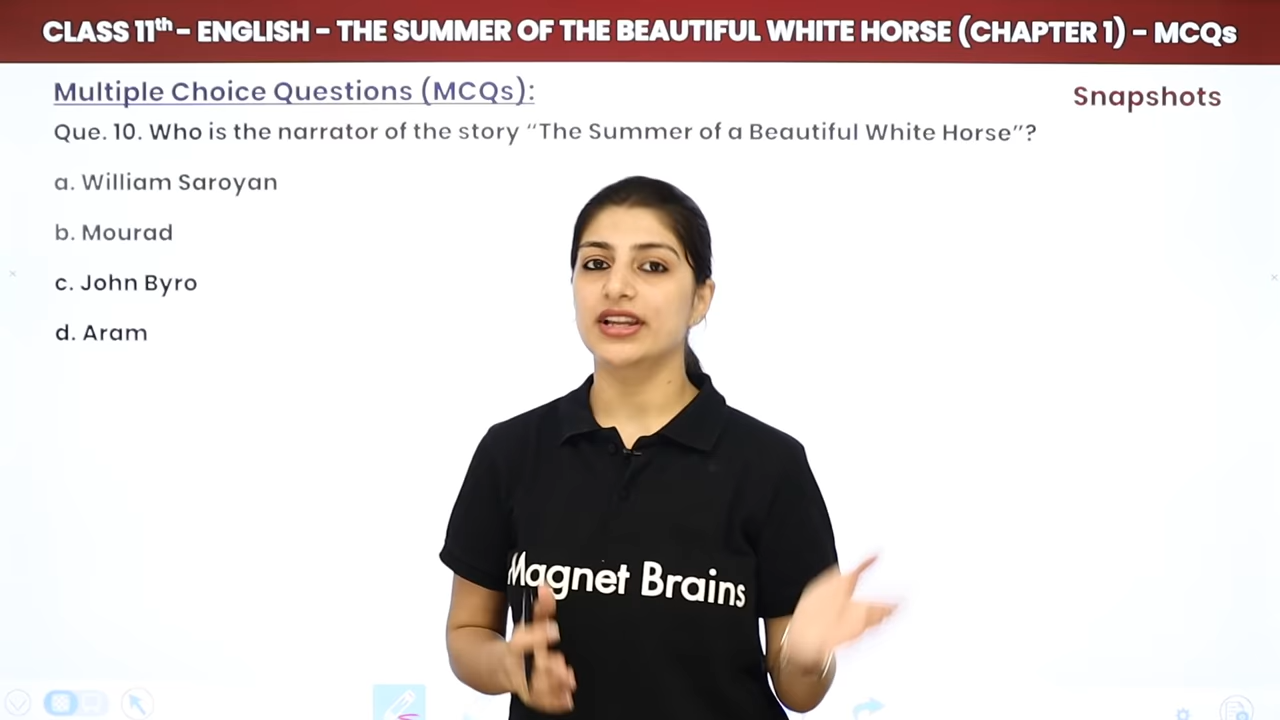 CLASS 11th – ENGLISH – THE SUMMER OF THE BEAUTIFUL WHITE HORSE (CHAPTER 1) – MCQs
Multiple Choice Questions (MCQs):
Snapshots
Que. 10. Who is the narrator of the story “The Summer of a Beautiful White Horse”?
a. William Saroyan
b. Mourad
c. John Byro
d. Aram
Magnet Brains